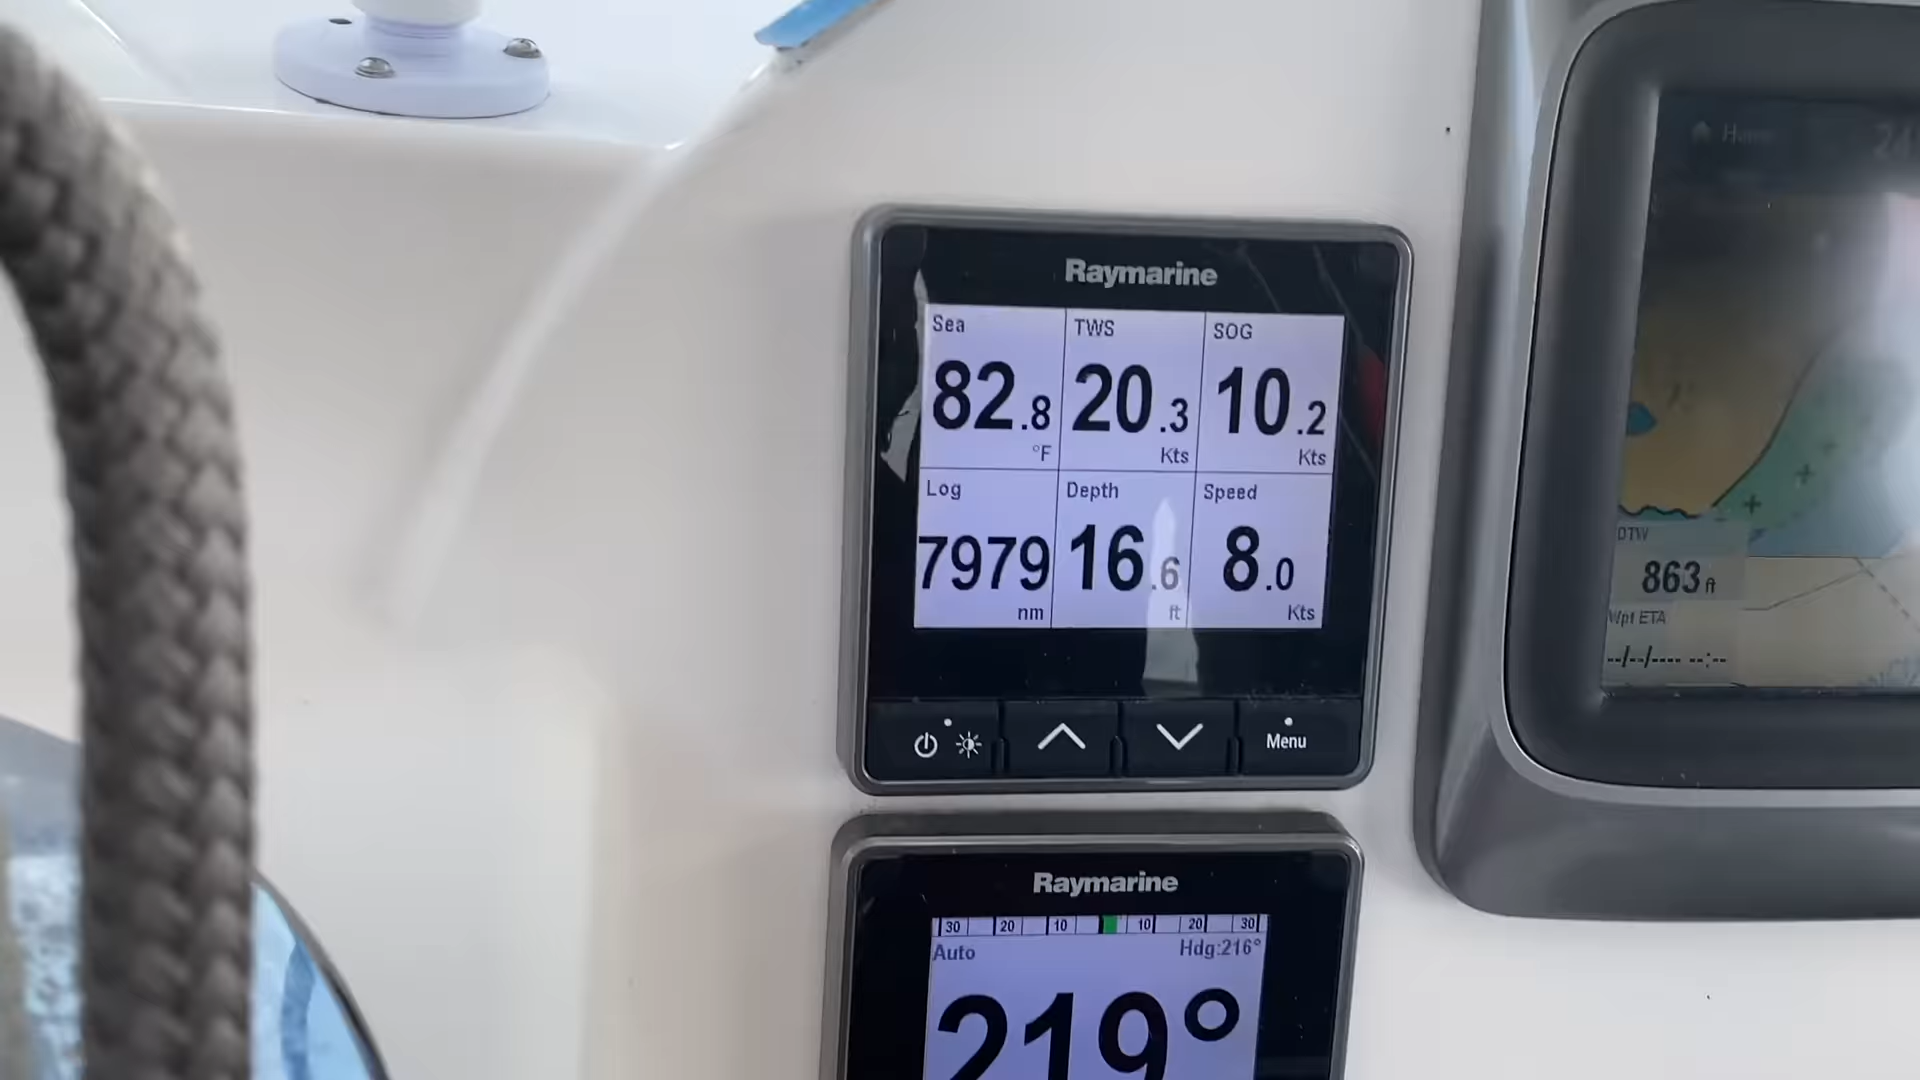 Raymarine
Sea TWS SOG
82.8 20.3 10.2
°F Kts Kts
Log Depth Speed
7979 16.6 8.0
nm ft Kts
Menu
Raymarine
30 20 10 10 20 30
Auto Hdg:216°
219°
Home
DTW
863 ft
Wpt ETA
--/--/---- --:--